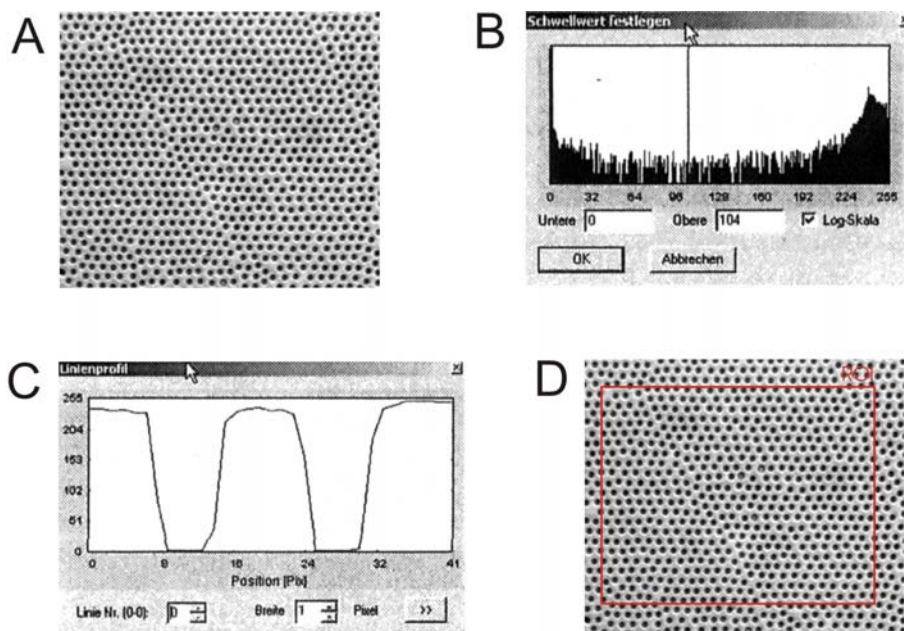 A
B
Schwellwert festlegen
0 32 64 96 128 160 192 224 255
Untere 0 Obere 104 Log-Skala
OK Abbrechen
C
Linienprofil
255
204
153
102
51
0
0 8 16 24 32 41
Position [Pix]
Linie Nr. (0-0): 0 Breite 1 Pixel >>
D
ROI